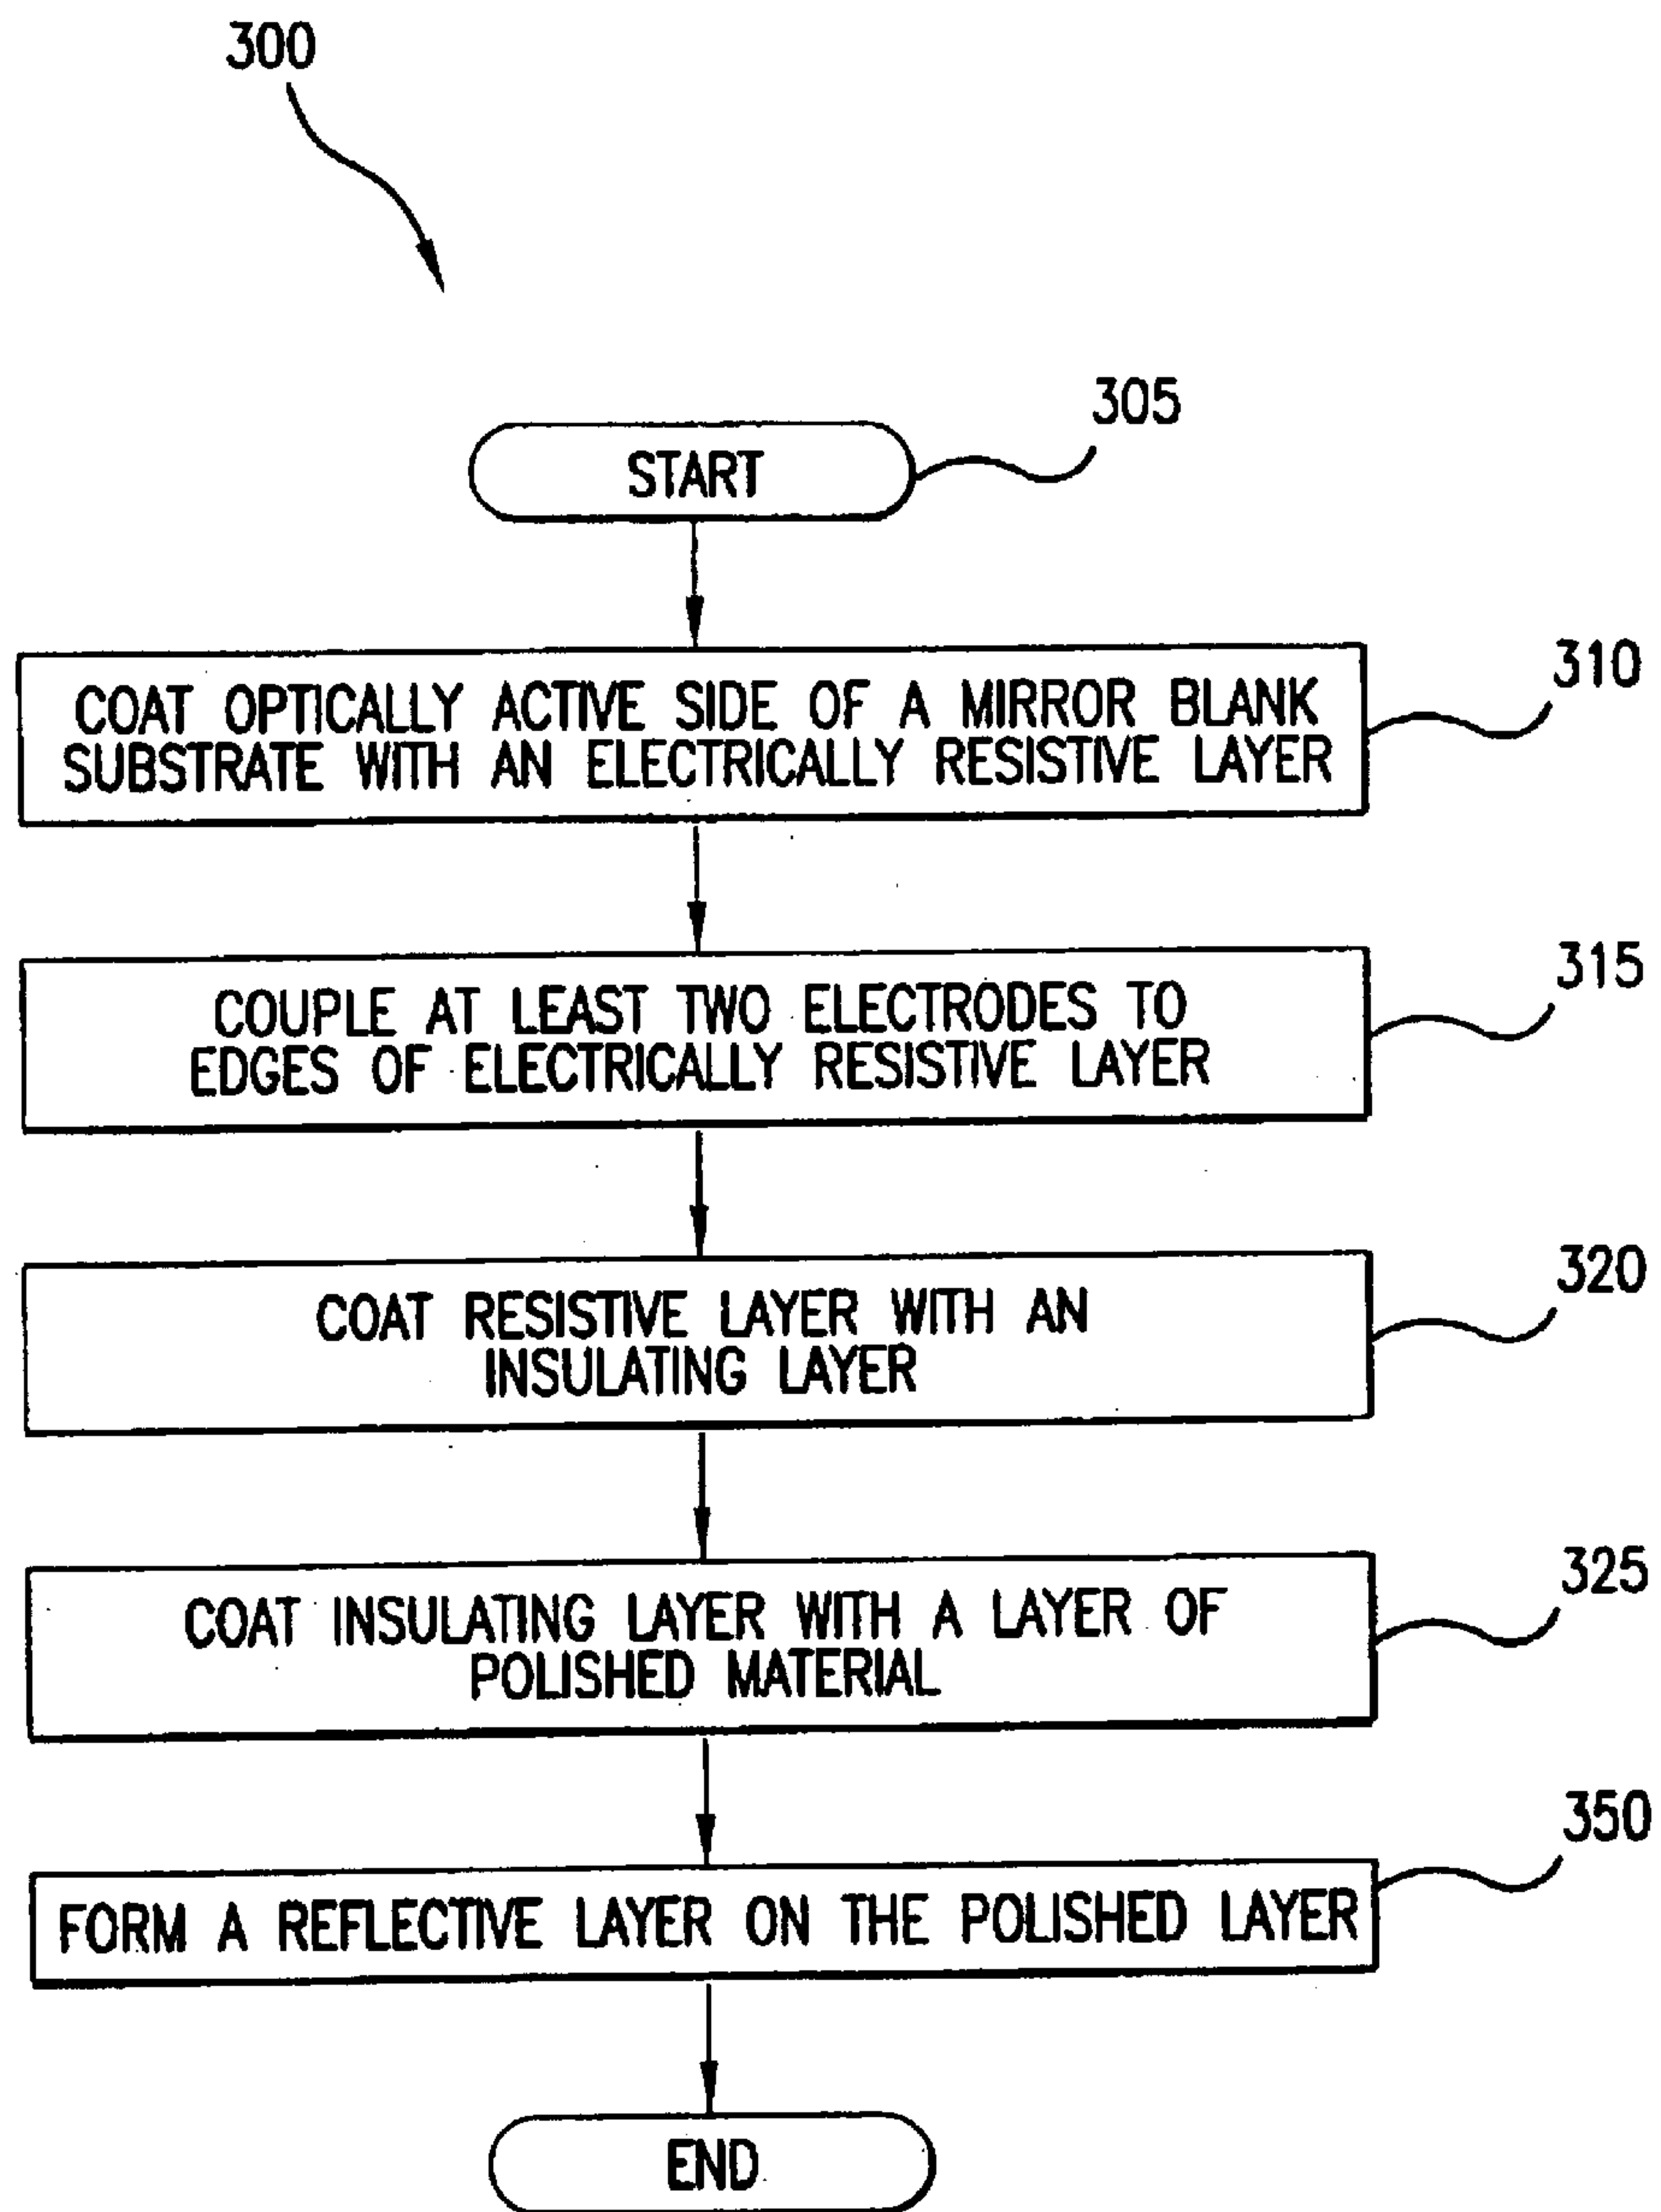 300
305
START
310
COAT OPTICALLY ACTIVE SIDE OF A MIRROR BLANK
SUBSTRATE WITH AN ELECTRICALLY RESISTIVE LAYER
315
COUPLE AT LEAST TWO ELECTRODES TO
EDGES OF ELECTRICALLY RESISTIVE LAYER
320
COAT RESISTIVE LAYER WITH AN
INSULATING LAYER
325
COAT INSULATING LAYER WITH A LAYER OF
POLISHED MATERIAL
350
FORM A REFLECTIVE LAYER ON THE POLISHED LAYER
END